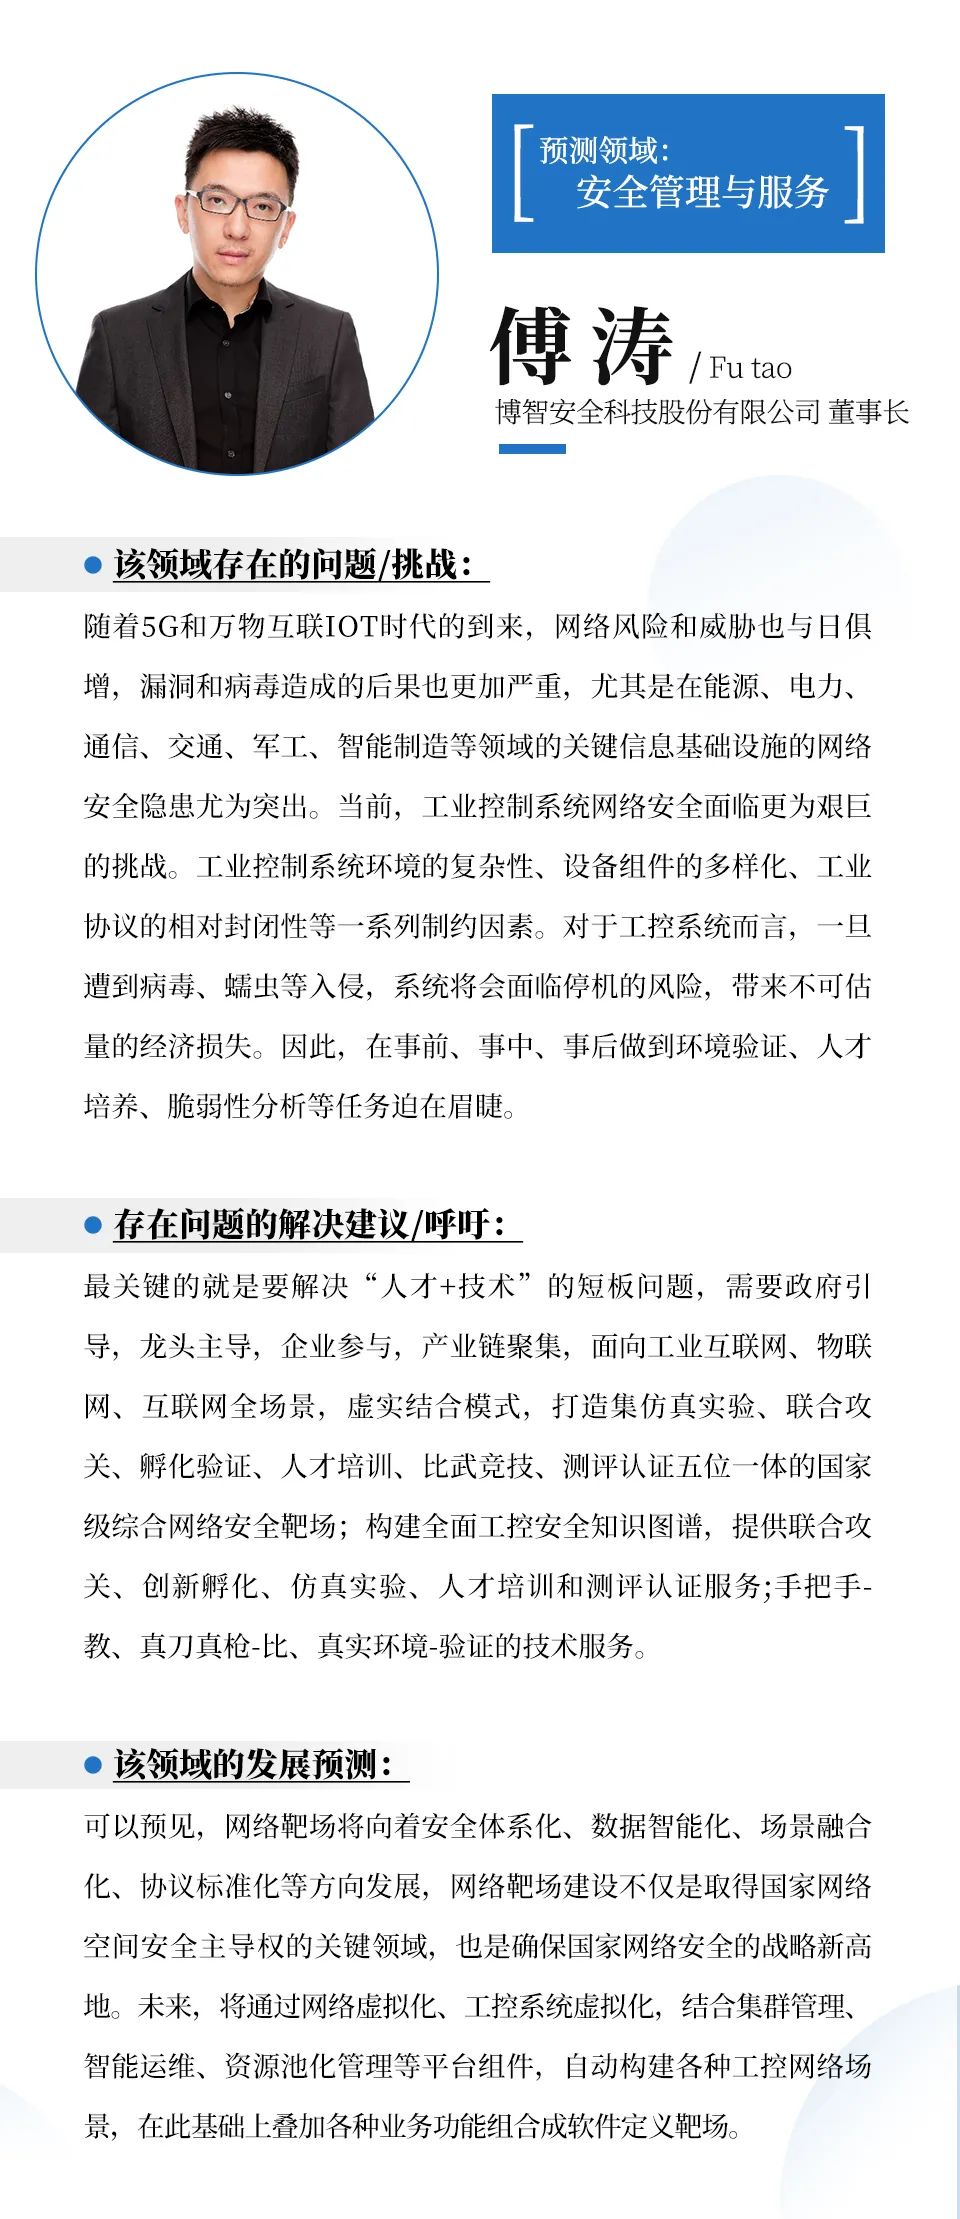 预测领域：
安全管理与服务
傅涛 / Fu tao
博智安全科技股份有限公司 董事长
该领域存在的问题/挑战：
随着5G和万物互联IOT时代的到来，网络风险和威胁也与日俱
增，漏洞和病毒造成的后果也更加严重，尤其是在能源、电力、
通信、交通、军工、智能制造等领域的关键信息基础设施的网络
安全隐患尤为突出。当前，工业控制系统网络安全面临更为艰巨
的挑战。工业控制系统环境的复杂性、设备组件的多样化、工业
协议的相对封闭性等一系列制约因素。对于工控系统而言，一旦
遭到病毒、蠕虫等入侵，系统将会面临停机的风险，带来不可估
量的经济损失。因此，在事前、事中、事后做到环境验证、人才
培养、脆弱性分析等任务迫在眉睫。
存在问题的解决建议/呼吁：
最关键的就是要解决“人才+技术”的短板问题，需要政府引
导，龙头主导，企业参与，产业链聚集，面向工业互联网、物联
网、互联网全场景，虚实结合模式，打造集仿真实验、联合攻
关、孵化验证、人才培训、比武竞技、测评认证五位一体的国家
级综合网络安全靶场；构建全面工控安全知识图谱，提供联合攻
关、创新孵化、仿真实验、人才培训和测评认证服务;手把手-
教、真刀真枪-比、真实环境-验证的技术服务。
该领域的发展预测：
可以预见，网络靶场将向着安全体系化、数据智能化、场景融合
化、协议标准化等方向发展，网络靶场建设不仅是取得国家网络
空间安全主导权的关键领域，也是确保国家网络安全的战略新高
地。未来，将通过网络虚拟化、工控系统虚拟化，结合集群管理、
智能运维、资源池化管理等平台组件，自动构建各种工控网络场
景，在此基础上叠加各种业务功能组合成软件定义靶场。